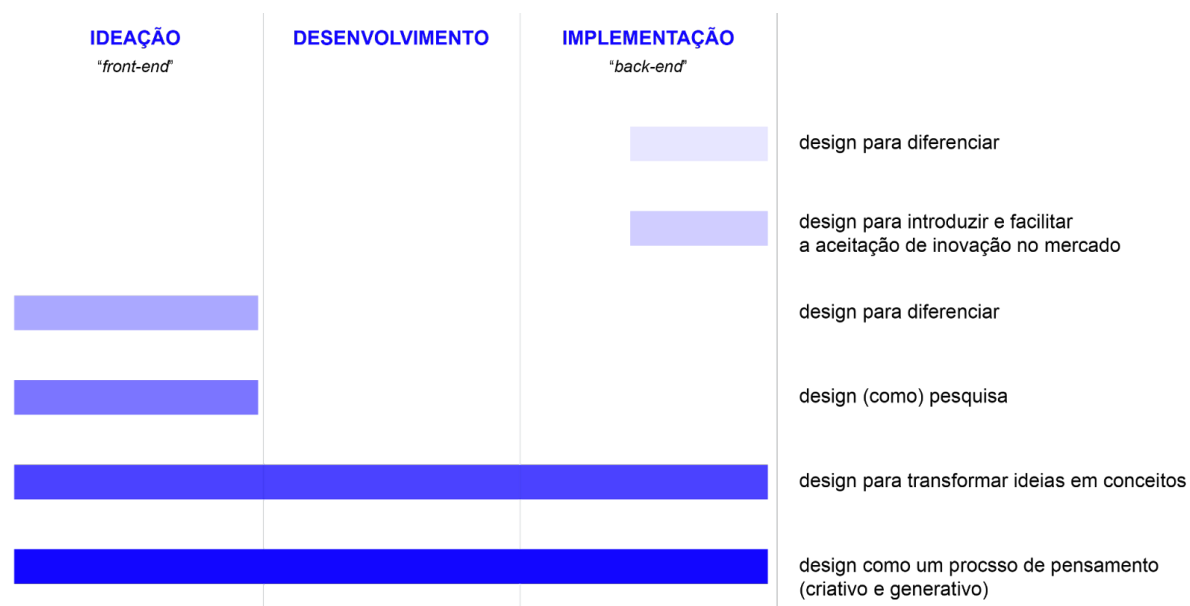 IDEAÇÃO
"front-end"
DESENVOLVIMENTO
IMPLEMENTAÇÃO
"back-end"
design para diferenciar
design para introduzir e facilitar
a aceitação de inovação no mercado
design para diferenciar
design (como) pesquisa
design para transformar ideias em conceitos
design como um procsso de pensamento
(criativo e generativo)